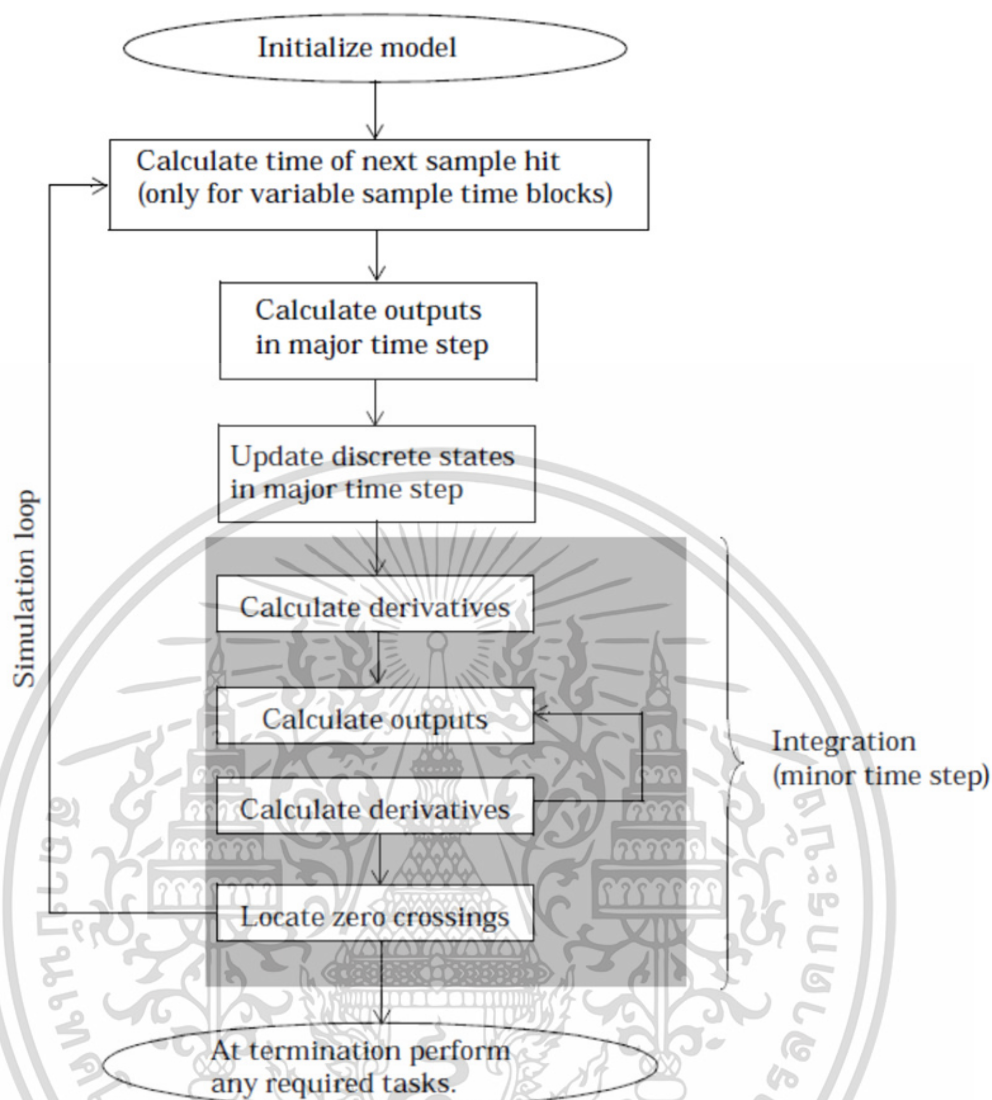 Initialize model
Calculate time of next sample hit
(only for variable sample time blocks)
Calculate outputs
in major time step
Update discrete states
in major time step
Simulation loop
Calculate derivatives
Calculate outputs
Calculate derivatives
Locate zero crossings
Integration
(minor time step)
At termination perform
any required tasks.